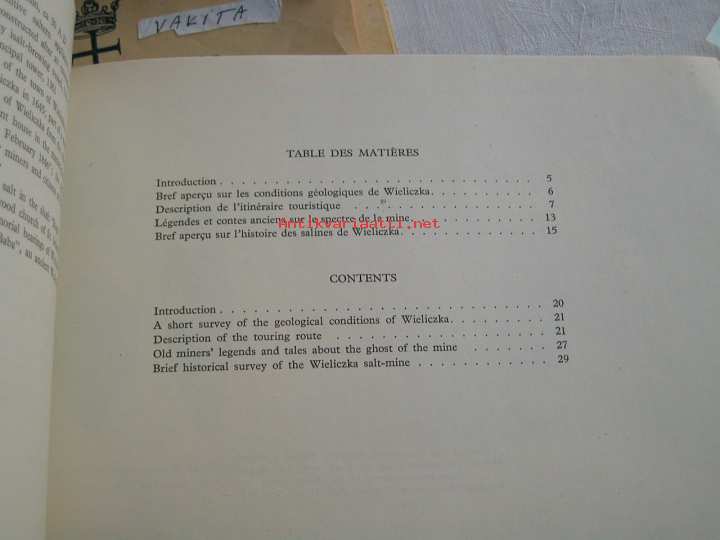 VAKITA
TABLE DES MATIÈRES
Introduction . . . . . . . . . . . . . . . . . . . . . . . . . . 5
Bref aperçu sur les conditions géologiques de Wieliczka. . . . . . . . . 6
Description de l'itinéraire touristique . . . . . . . . . . . . . . . 7
Légendes et contes anciens sur le spectre de la mine. . . . . . . . . . . 13
Antikvariaatti.net
Bref aperçu sur l'histoire des salines de Wieliczka. . . . . . . . . . . . 15
CONTENTS
Introduction . . . . . . . . . . . . . . . . . . . . . . . . . . 20
A short survey of the geological conditions of Wieliczka. . . . . . . . . 21
Description of the touring route . . . . . . . . . . . . . . . . . . 21
Old miners' legends and tales about the ghost of the mine . . . . . . . 27
Brief historical survey of the Wieliczka salt-mine . . . . . . . . . . . . 29